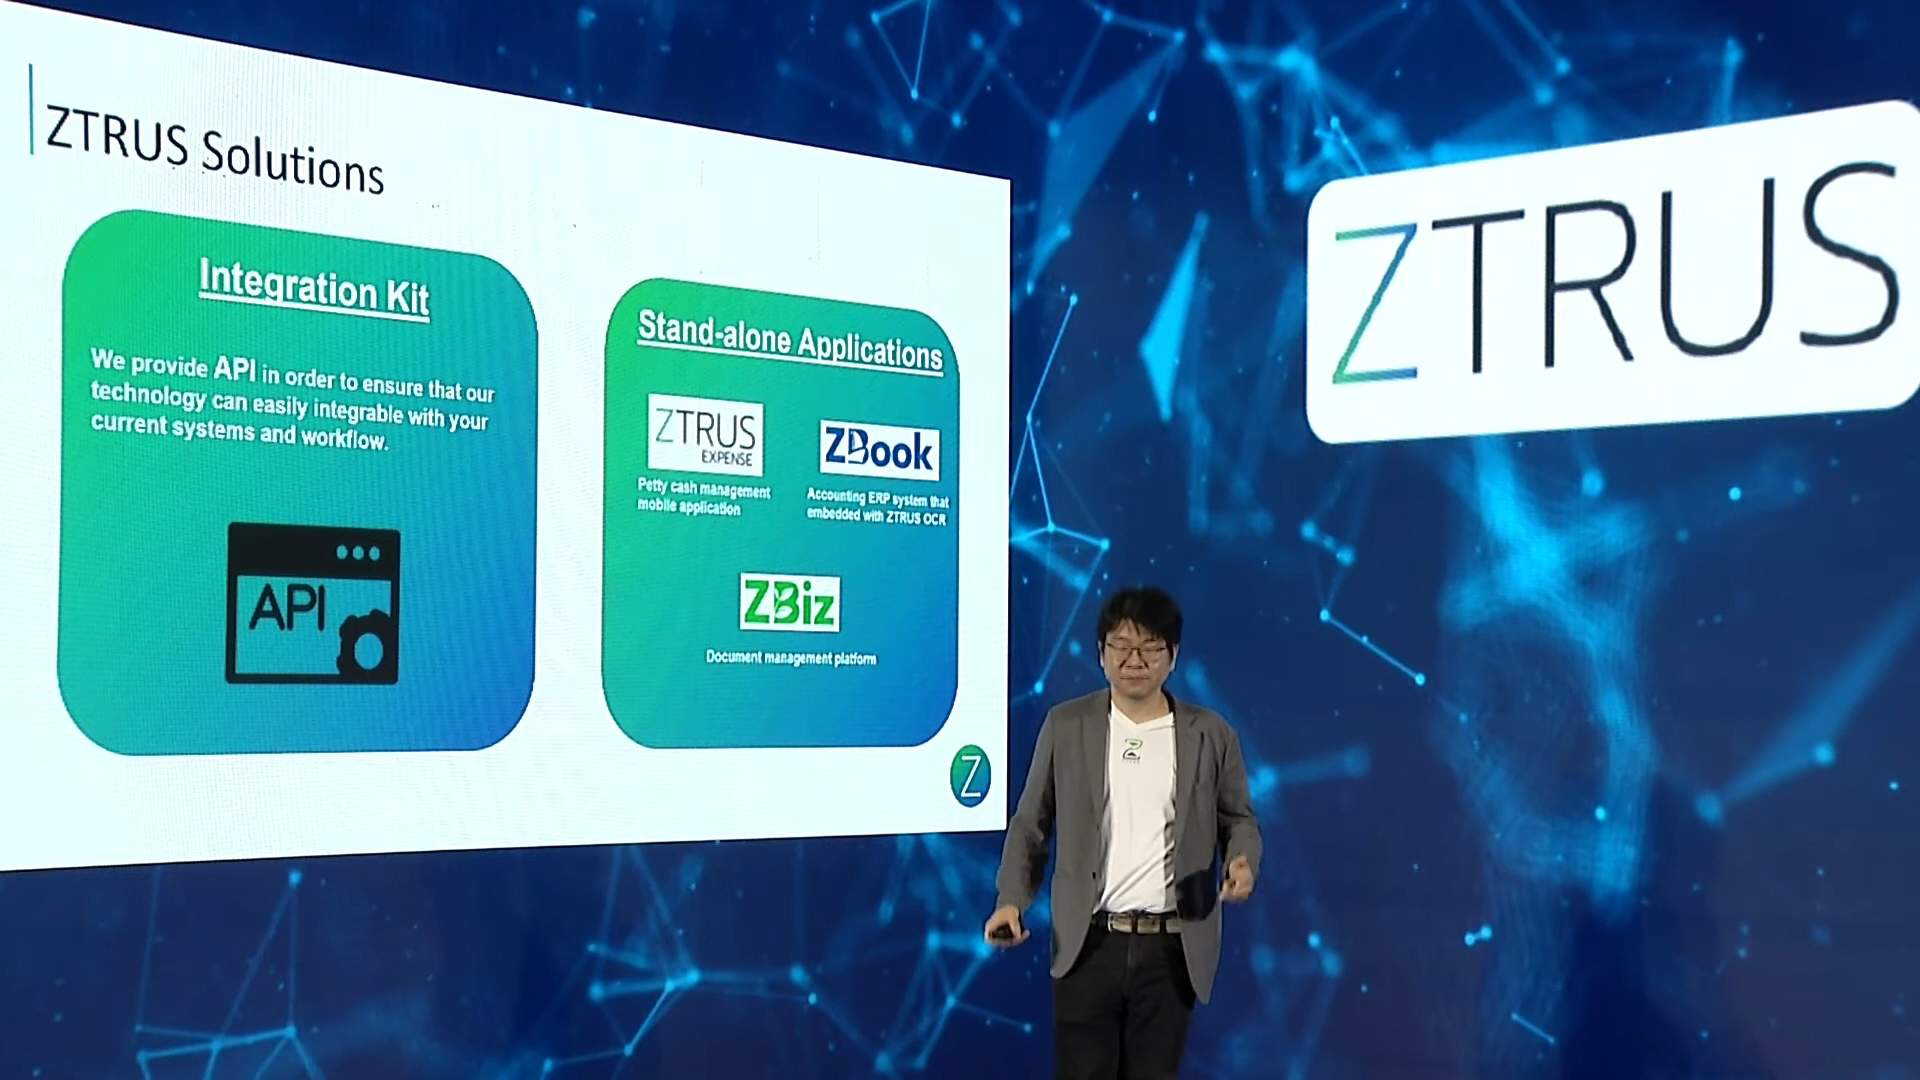 ZTRUS Solutions
Integration Kit
We provide API in order to ensure that our
technology can easily integrable with your
current systems and workflow.
API
Stand-alone Applications
ZTRUS
EXPENSE
Petty cash management
mobile application
ZBook
Accounting ERP system that
embedded with ZTRUS OCR
ZBiz
Document management platform
Z
ZTRUS
Z